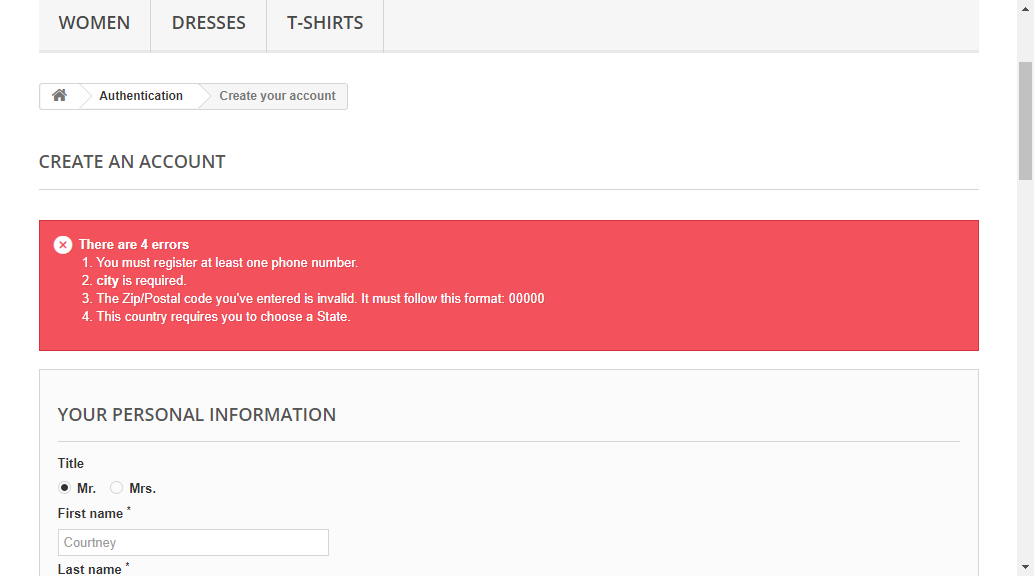 WOMEN DRESSES T-SHIRTS
Authentication Create your account
CREATE AN ACCOUNT
There are 4 errors
1. You must register at least one phone number.
2. city is required.
3. The Zip/Postal code you've entered is invalid. It must follow this format: 00000
4. This country requires you to choose a State.
YOUR PERSONAL INFORMATION
Title
Mr. Mrs.
First name *
Courtney
Last name *